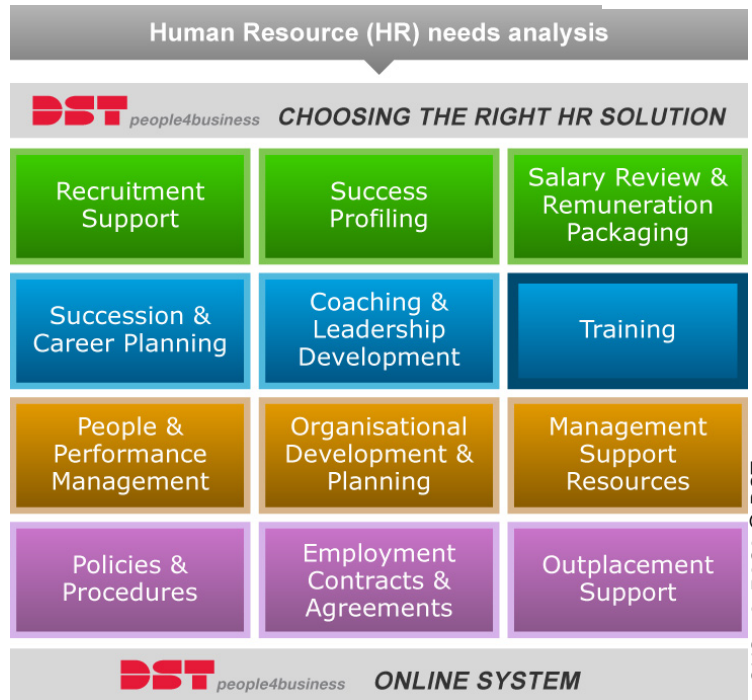 Human Resource (HR) needs analysis
DST people4business CHOOSING THE RIGHT HR SOLUTION
Recruitment
Support
Success
Profiling
Salary Review &
Remuneration
Packaging
Succession &
Career Planning
Coaching &
Leadership
Development
Training
People &
Performance
Management
Organisational
Development &
Planning
Management
Support
Resources
Policies &
Procedures
Employment
Contracts &
Agreements
Outplacement
Support
DST people4business ONLINE SYSTEM